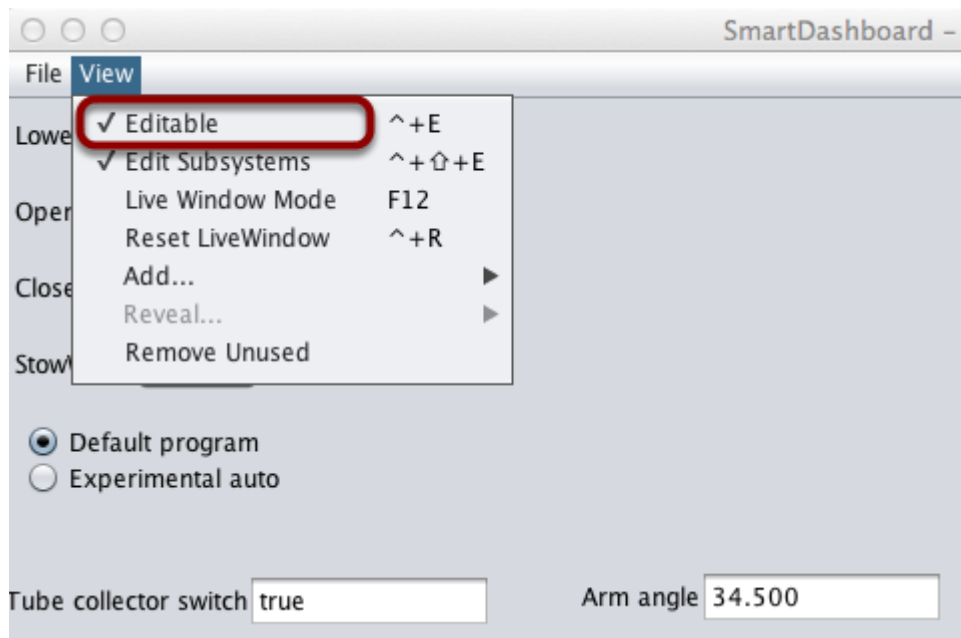 SmartDashboard –
File View
Lowe
✓ Editable ^+E
✓ Edit Subsystems ^+⇧+E
Oper
Live Window Mode F12
Reset LiveWindow ^+R
Close
Add... ▶
Reveal... ▶
Stow
Remove Unused
Default program
Experimental auto
Tube collector switch true
Arm angle 34.500